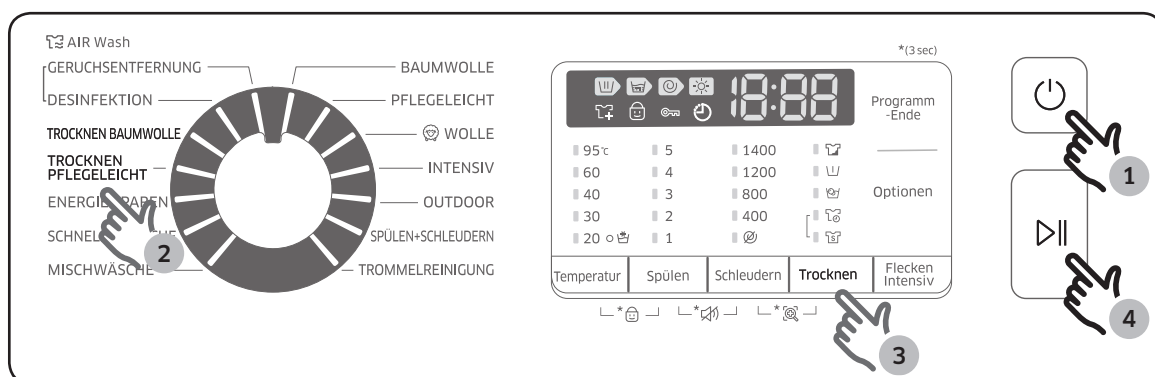 AIR Wash
GERUCHSENTFERNUNG
DESINFEKTION
TROCKNEN BAUMWOLLE
TROCKNEN
PFLEGELEICHT
MISCHWÄSCHE
BAUMWOLLE
PFLEGELEICHT
WOLLE
INTENSIV
OUTDOOR
SPÜLEN+SCHLEUDERN
TROMMELREINIGUNG
2
*(3 sec)
18:88
Programm
-Ende
Optionen
95℃ 5 1400
60 4 1200
40 3 800
30 2 400
20 1
Temperatur Spülen Schleudern Trocknen Flecken
Intensiv
* * *
3
1
4